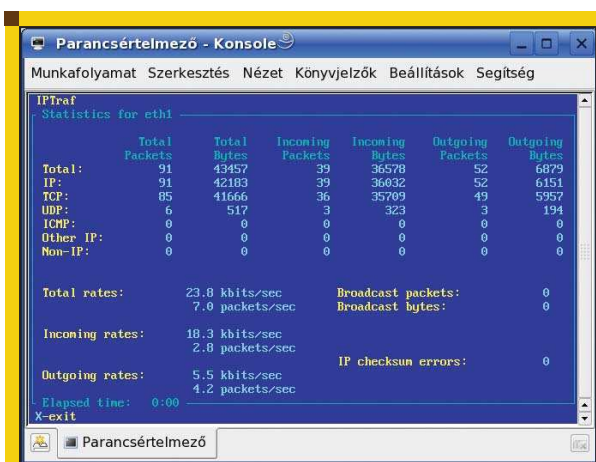 Parancsértelmező - Konsole
Munkafolyamat Szerkesztés Nézet Könyvjelzők Beállítások Segítség
IPTraf
Statistics for eth1
Total Total Incoming Incoming Outgoing Outgoing
Packets Bytes Packets Bytes Packets Bytes
Total: 91 43457 39 36578 52 6879
IP: 91 42183 39 36032 52 6151
TCP: 85 41666 36 35709 49 5957
UDP: 6 517 3 323 3 194
ICMP: 0 0 0 0 0 0
Other IP: 0 0 0 0 0 0
Non-IP: 0 0 0 0 0 0
Total rates: 23.8 kbits/sec Broadcast packets: 0
7.0 packets/sec Broadcast bytes: 0
Incoming rates: 18.3 kbits/sec
2.8 packets/sec
IP checksum errors: 0
Outgoing rates: 5.5 kbits/sec
4.2 packets/sec
Elapsed time: 0:00
X-exit
Parancsértelmező